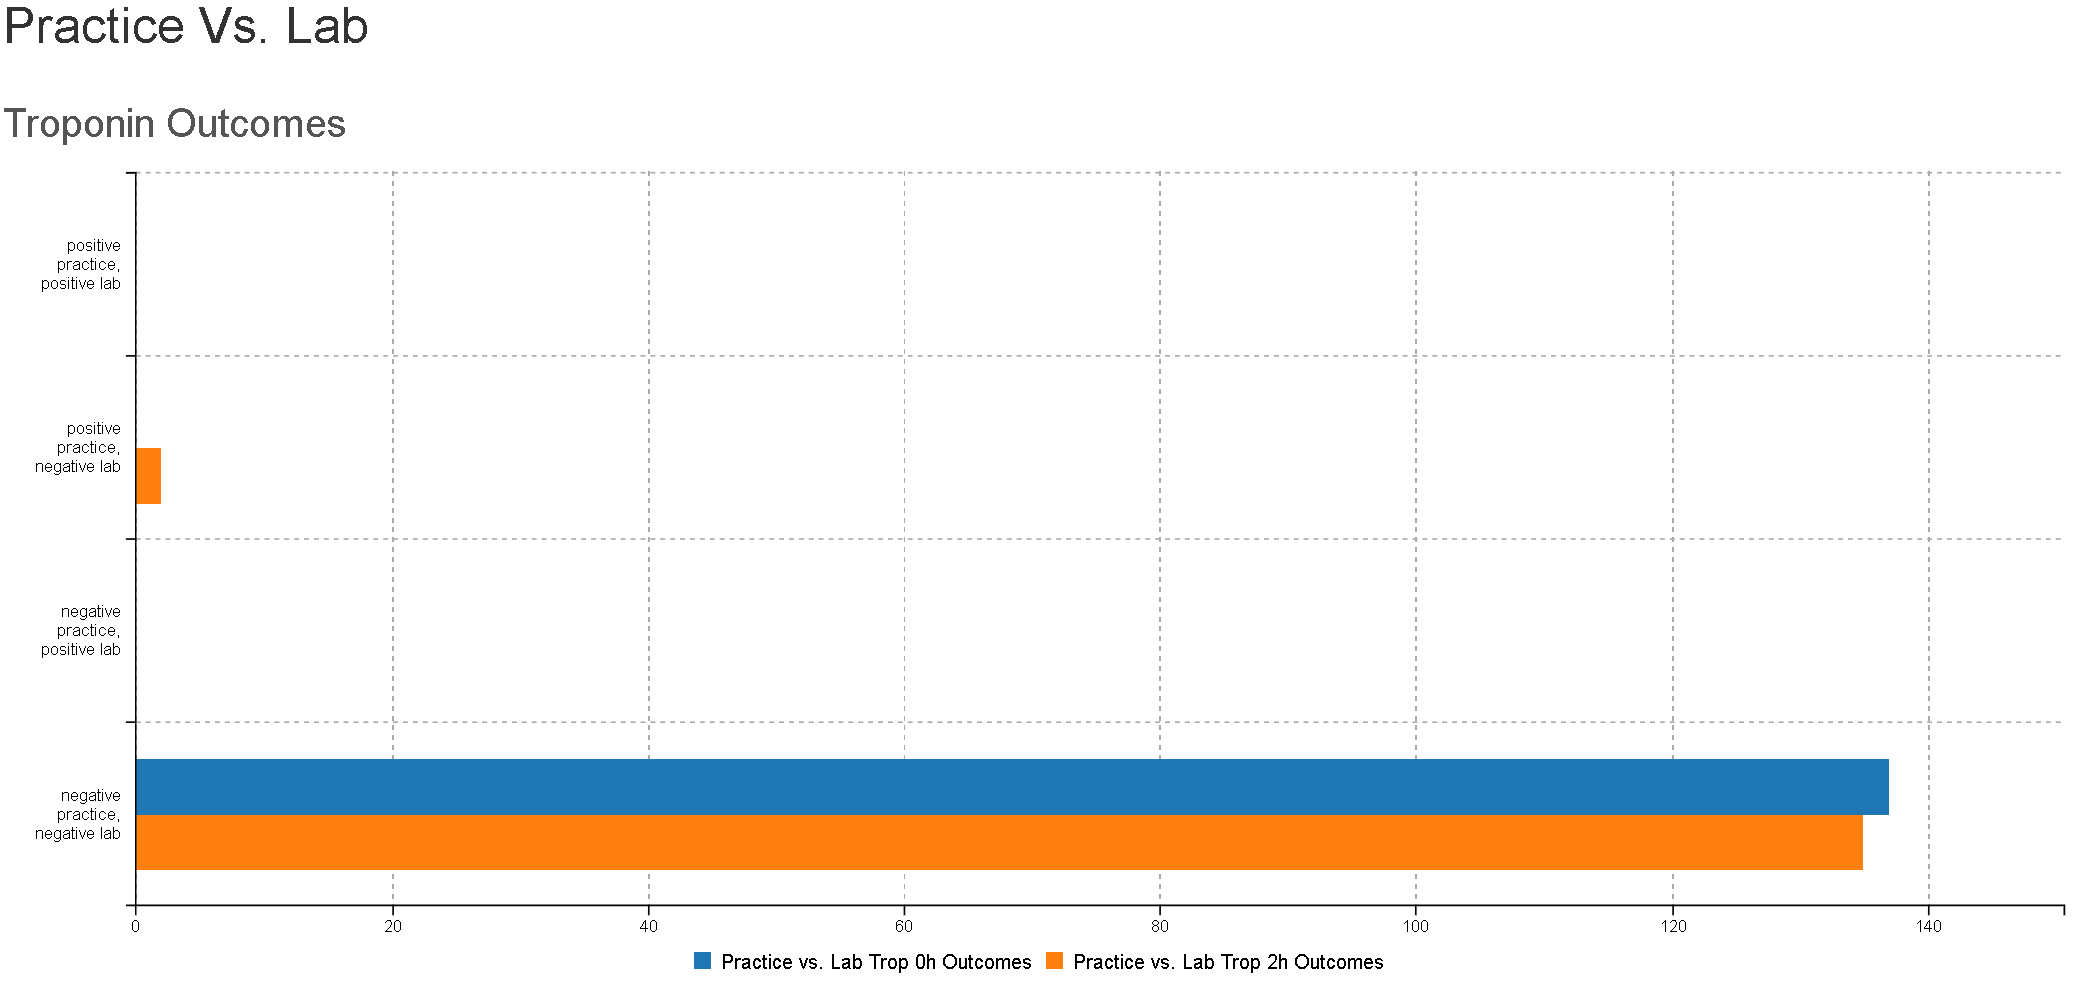 Practice Vs. Lab
Troponin Outcomes
positive
practice,
positive lab
positive
practice,
negative lab
negative
practice,
positive lab
negative
practice,
negative lab
0 20 40 60 80 100 120 140
Practice vs. Lab Trop 0h Outcomes Practice vs. Lab Trop 2h Outcomes